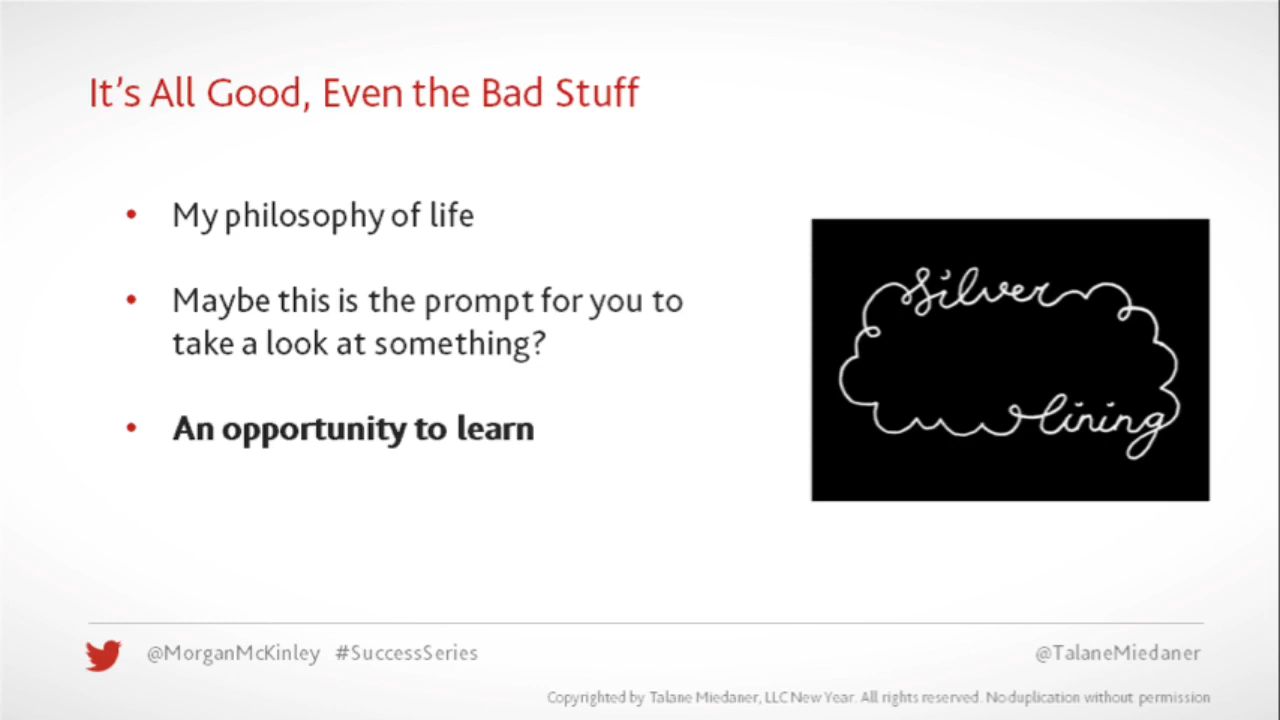 It's All Good, Even the Bad Stuff
• My philosophy of life
• Maybe this is the prompt for you to
take a look at something?
• An opportunity to learn
silver
lining
@MorganMcKinley #SuccessSeries
@TalaneMiedaner
Copyrighted by Talane Miedaner, LLC New Year. All rights reserved. No duplication without permission